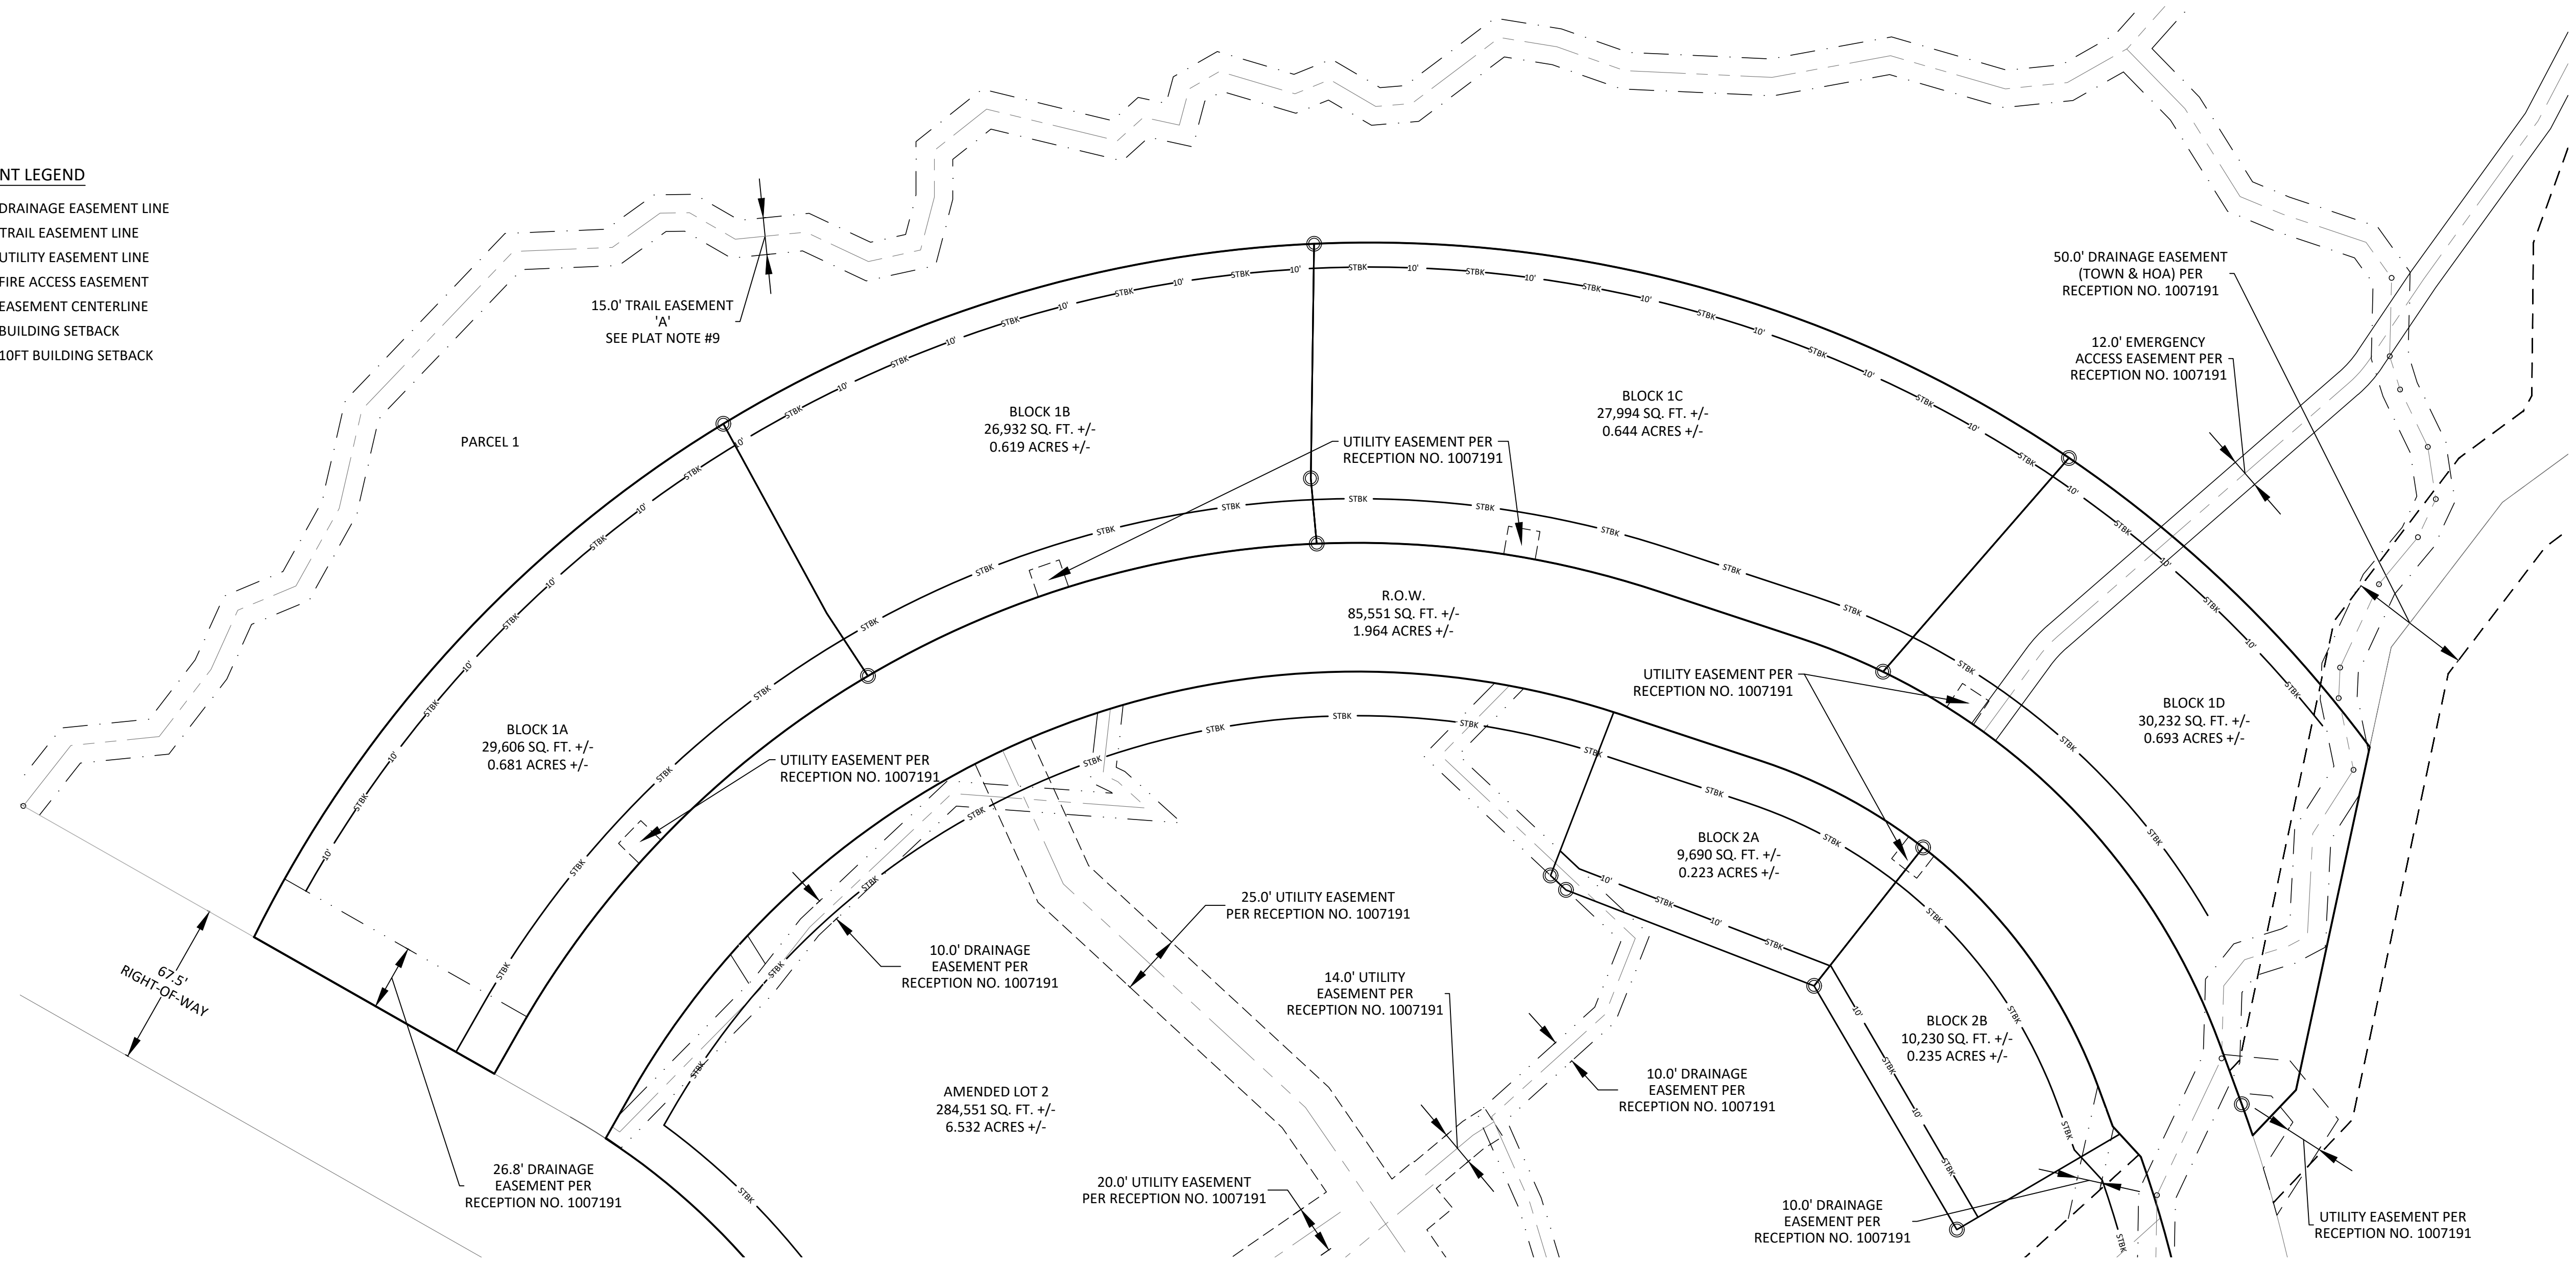 NT LEGEND
DRAINAGE EASEMENT LINE
TRAIL EASEMENT LINE
UTILITY EASEMENT LINE
FIRE ACCESS EASEMENT
EASEMENT CENTERLINE
BUILDING SETBACK
10FT BUILDING SETBACK
15.0' TRAIL EASEMENT
'A'
SEE PLAT NOTE #9
PARCEL 1
50.0' DRAINAGE EASEMENT
(TOWN & HOA) PER
RECEPTION NO. 1007191
12.0' EMERGENCY
ACCESS EASEMENT PER
RECEPTION NO. 1007191
BLOCK 1B
26,932 SQ. FT. +/-
0.619 ACRES +/-
BLOCK 1C
27,994 SQ. FT. +/-
0.644 ACRES +/-
UTILITY EASEMENT PER
RECEPTION NO. 1007191
R.O.W.
85,551 SQ. FT. +/-
1.964 ACRES +/-
UTILITY EASEMENT PER
RECEPTION NO. 1007191
BLOCK 1D
30,232 SQ. FT. +/-
0.693 ACRES +/-
BLOCK 1A
29,606 SQ. FT. +/-
0.681 ACRES +/-
UTILITY EASEMENT PER
RECEPTION NO. 1007191
BLOCK 2A
9,690 SQ. FT. +/-
0.223 ACRES +/-
25.0' UTILITY EASEMENT
PER RECEPTION NO. 1007191
10.0' DRAINAGE
EASEMENT PER
RECEPTION NO. 1007191
14.0' UTILITY
EASEMENT PER
RECEPTION NO. 1007191
67.5'
RIGHT-OF-WAY
BLOCK 2B
10,230 SQ. FT. +/-
0.235 ACRES +/-
AMENDED LOT 2
284,551 SQ. FT. +/-
6.532 ACRES +/-
10.0' DRAINAGE
EASEMENT PER
RECEPTION NO. 1007191
26.8' DRAINAGE
EASEMENT PER
RECEPTION NO. 1007191
20.0' UTILITY EASEMENT
PER RECEPTION NO. 1007191
10.0' DRAINAGE
EASEMENT PER
RECEPTION NO. 1007191
UTILITY EASEMENT PER
RECEPTION NO. 1007191
STBK
10'